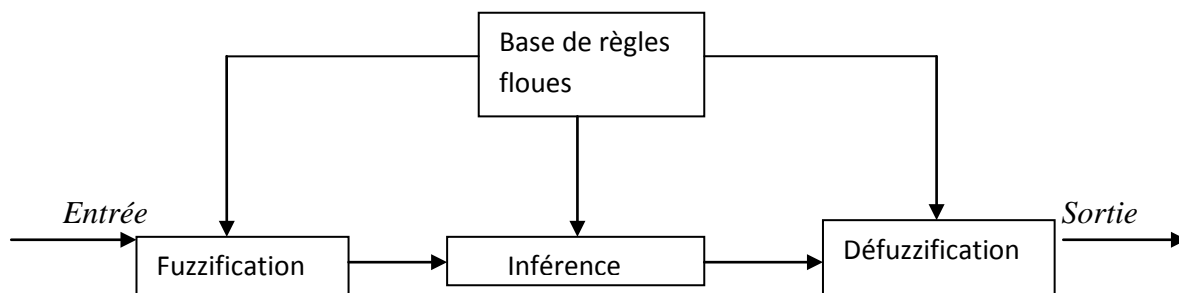 Base de règles
floues
Entrée
Sortie
Fuzzification
Inférence
Défuzzification